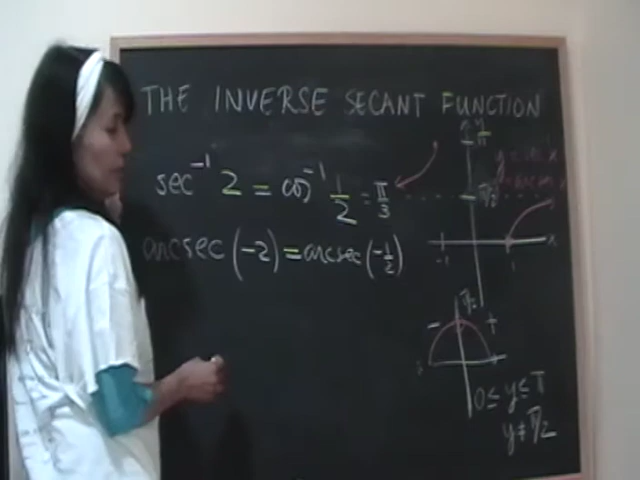 THE INVERSE SECANT FUNCTION
sec⁻¹ 2 = cos⁻¹ 1/2 = π/3
arcsec(-2) = arcsec(-1/2)
π
π/2
-1 1 x
π/2
- +
0 ≤ y ≤ π
y ≠ π/2